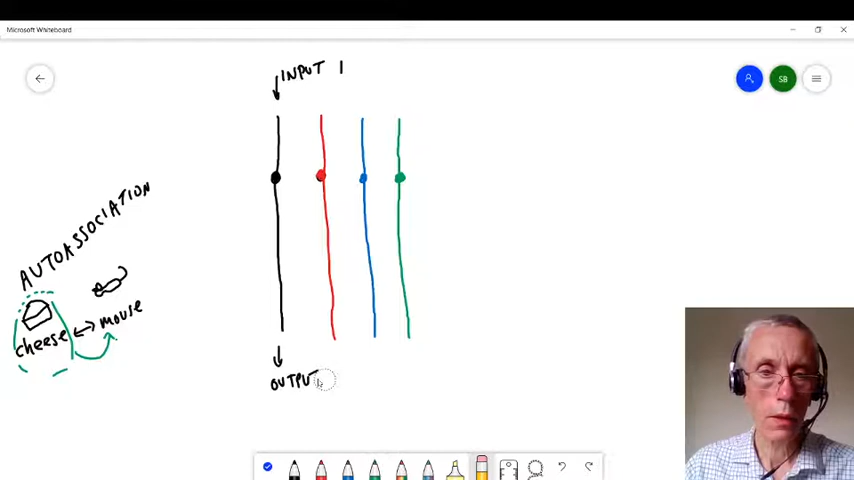 Microsoft Whiteboard
SB
INPUT 1
AUTOASSOCIATION
cheese ↔ mouse
OUTPUT